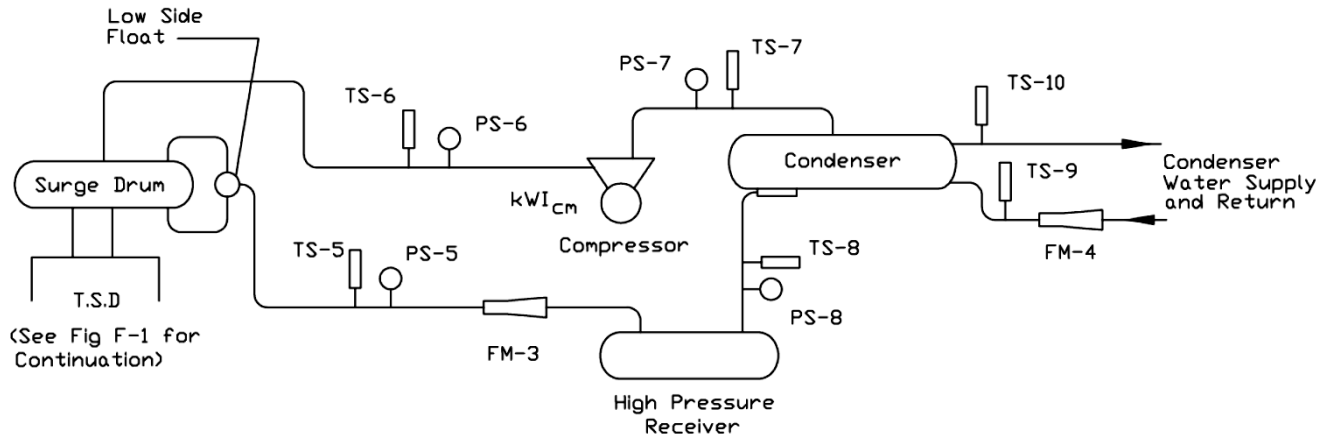 Low Side
Float
TS-6
PS-6
PS-7
TS-7
TS-10
Surge Drum
kWI cm
Compressor
Condenser
TS-9
Condenser
Water Supply
and Return
FM-4
TS-5
PS-5
TS-8
PS-8
T.S.D
(See Fig F-1 for
Continuation)
FM-3
High Pressure
Receiver